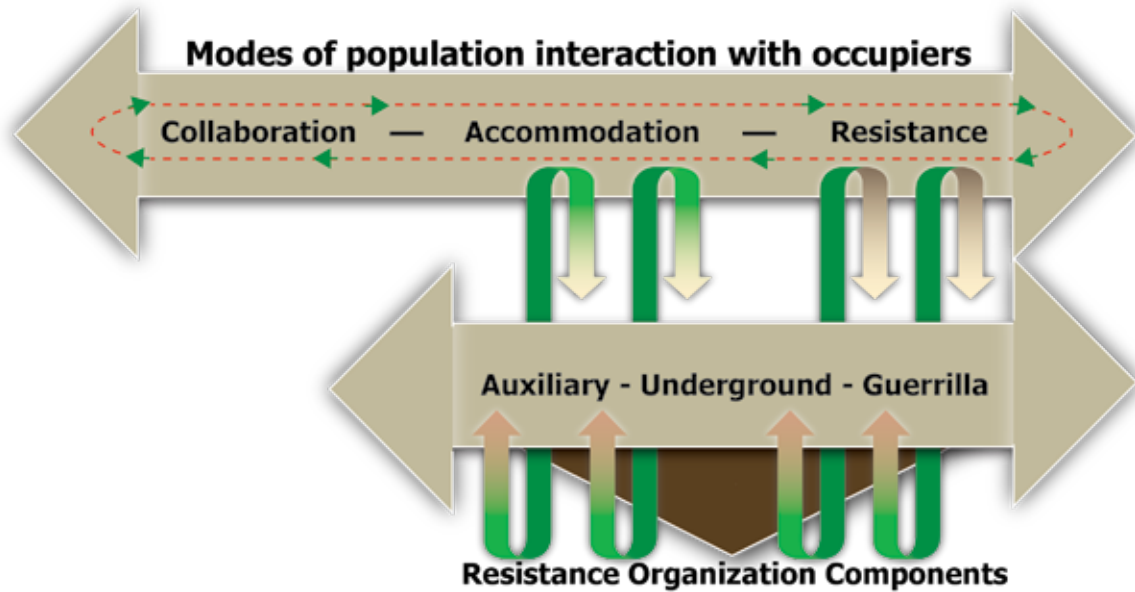 Modes of population interaction with occupiers
Collaboration — Accommodation — Resistance
Auxiliary - Underground - Guerrilla
Resistance Organization Components